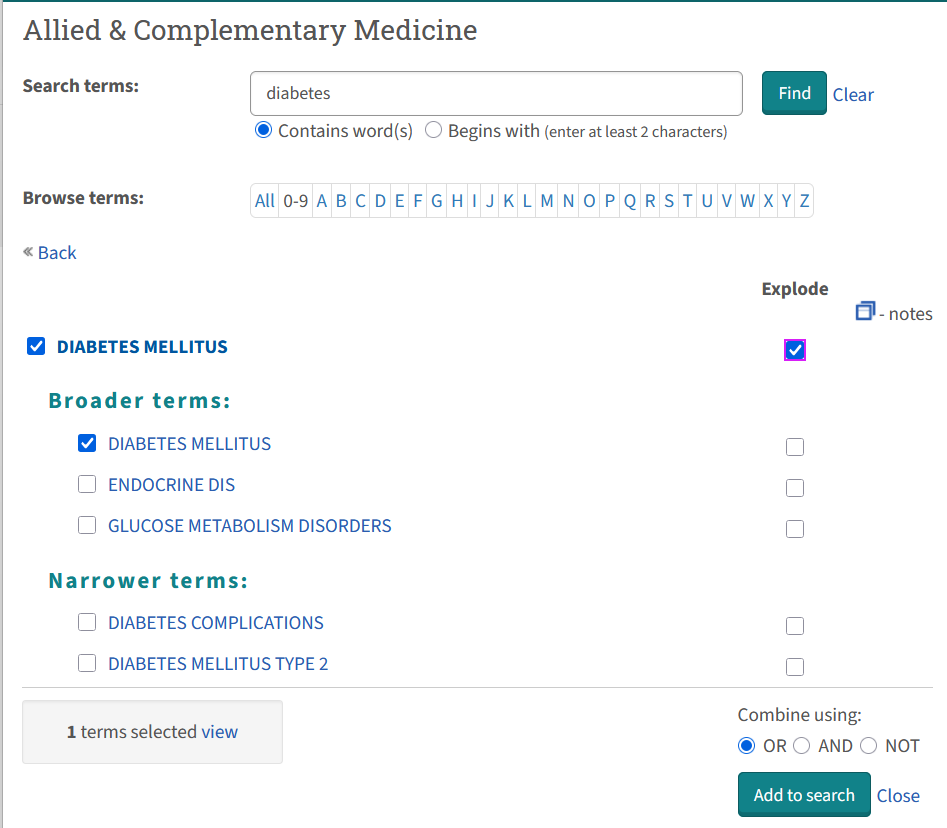 Allied & Complementary Medicine
Search terms:
diabetes
Find
Clear
Contains word(s)
Begins with (enter at least 2 characters)
Browse terms:
All 0-9 A B C D E F G H I J K L M N O P Q R S T U V W X Y Z
« Back
Explode
- notes
DIABETES MELLITUS
Broader terms:
DIABETES MELLITUS
ENDOCRINE DIS
GLUCOSE METABOLISM DISORDERS
Narrower terms:
DIABETES COMPLICATIONS
DIABETES MELLITUS TYPE 2
1 terms selected view
Combine using:
OR AND NOT
Add to search
Close